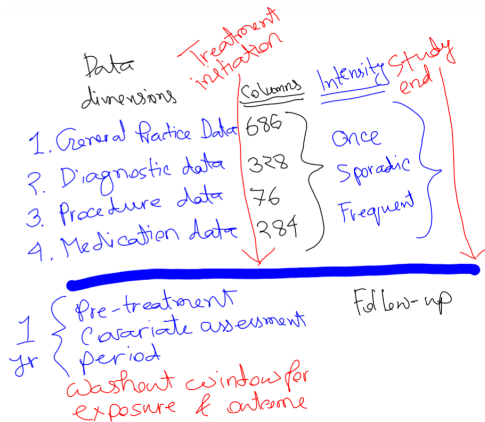 Data
dimensions
Treatment
initiation
Columns
Intensity
Study
end
1. General Practice Data 686
2. Diagnostic data 328
3. Procedure data 76
4. Medication data 284
Once
Sporadic
Frequent
1
yr
Pre-treatment
Covariate assessment
period
Follow-up
Washout window for
exposure & outcome